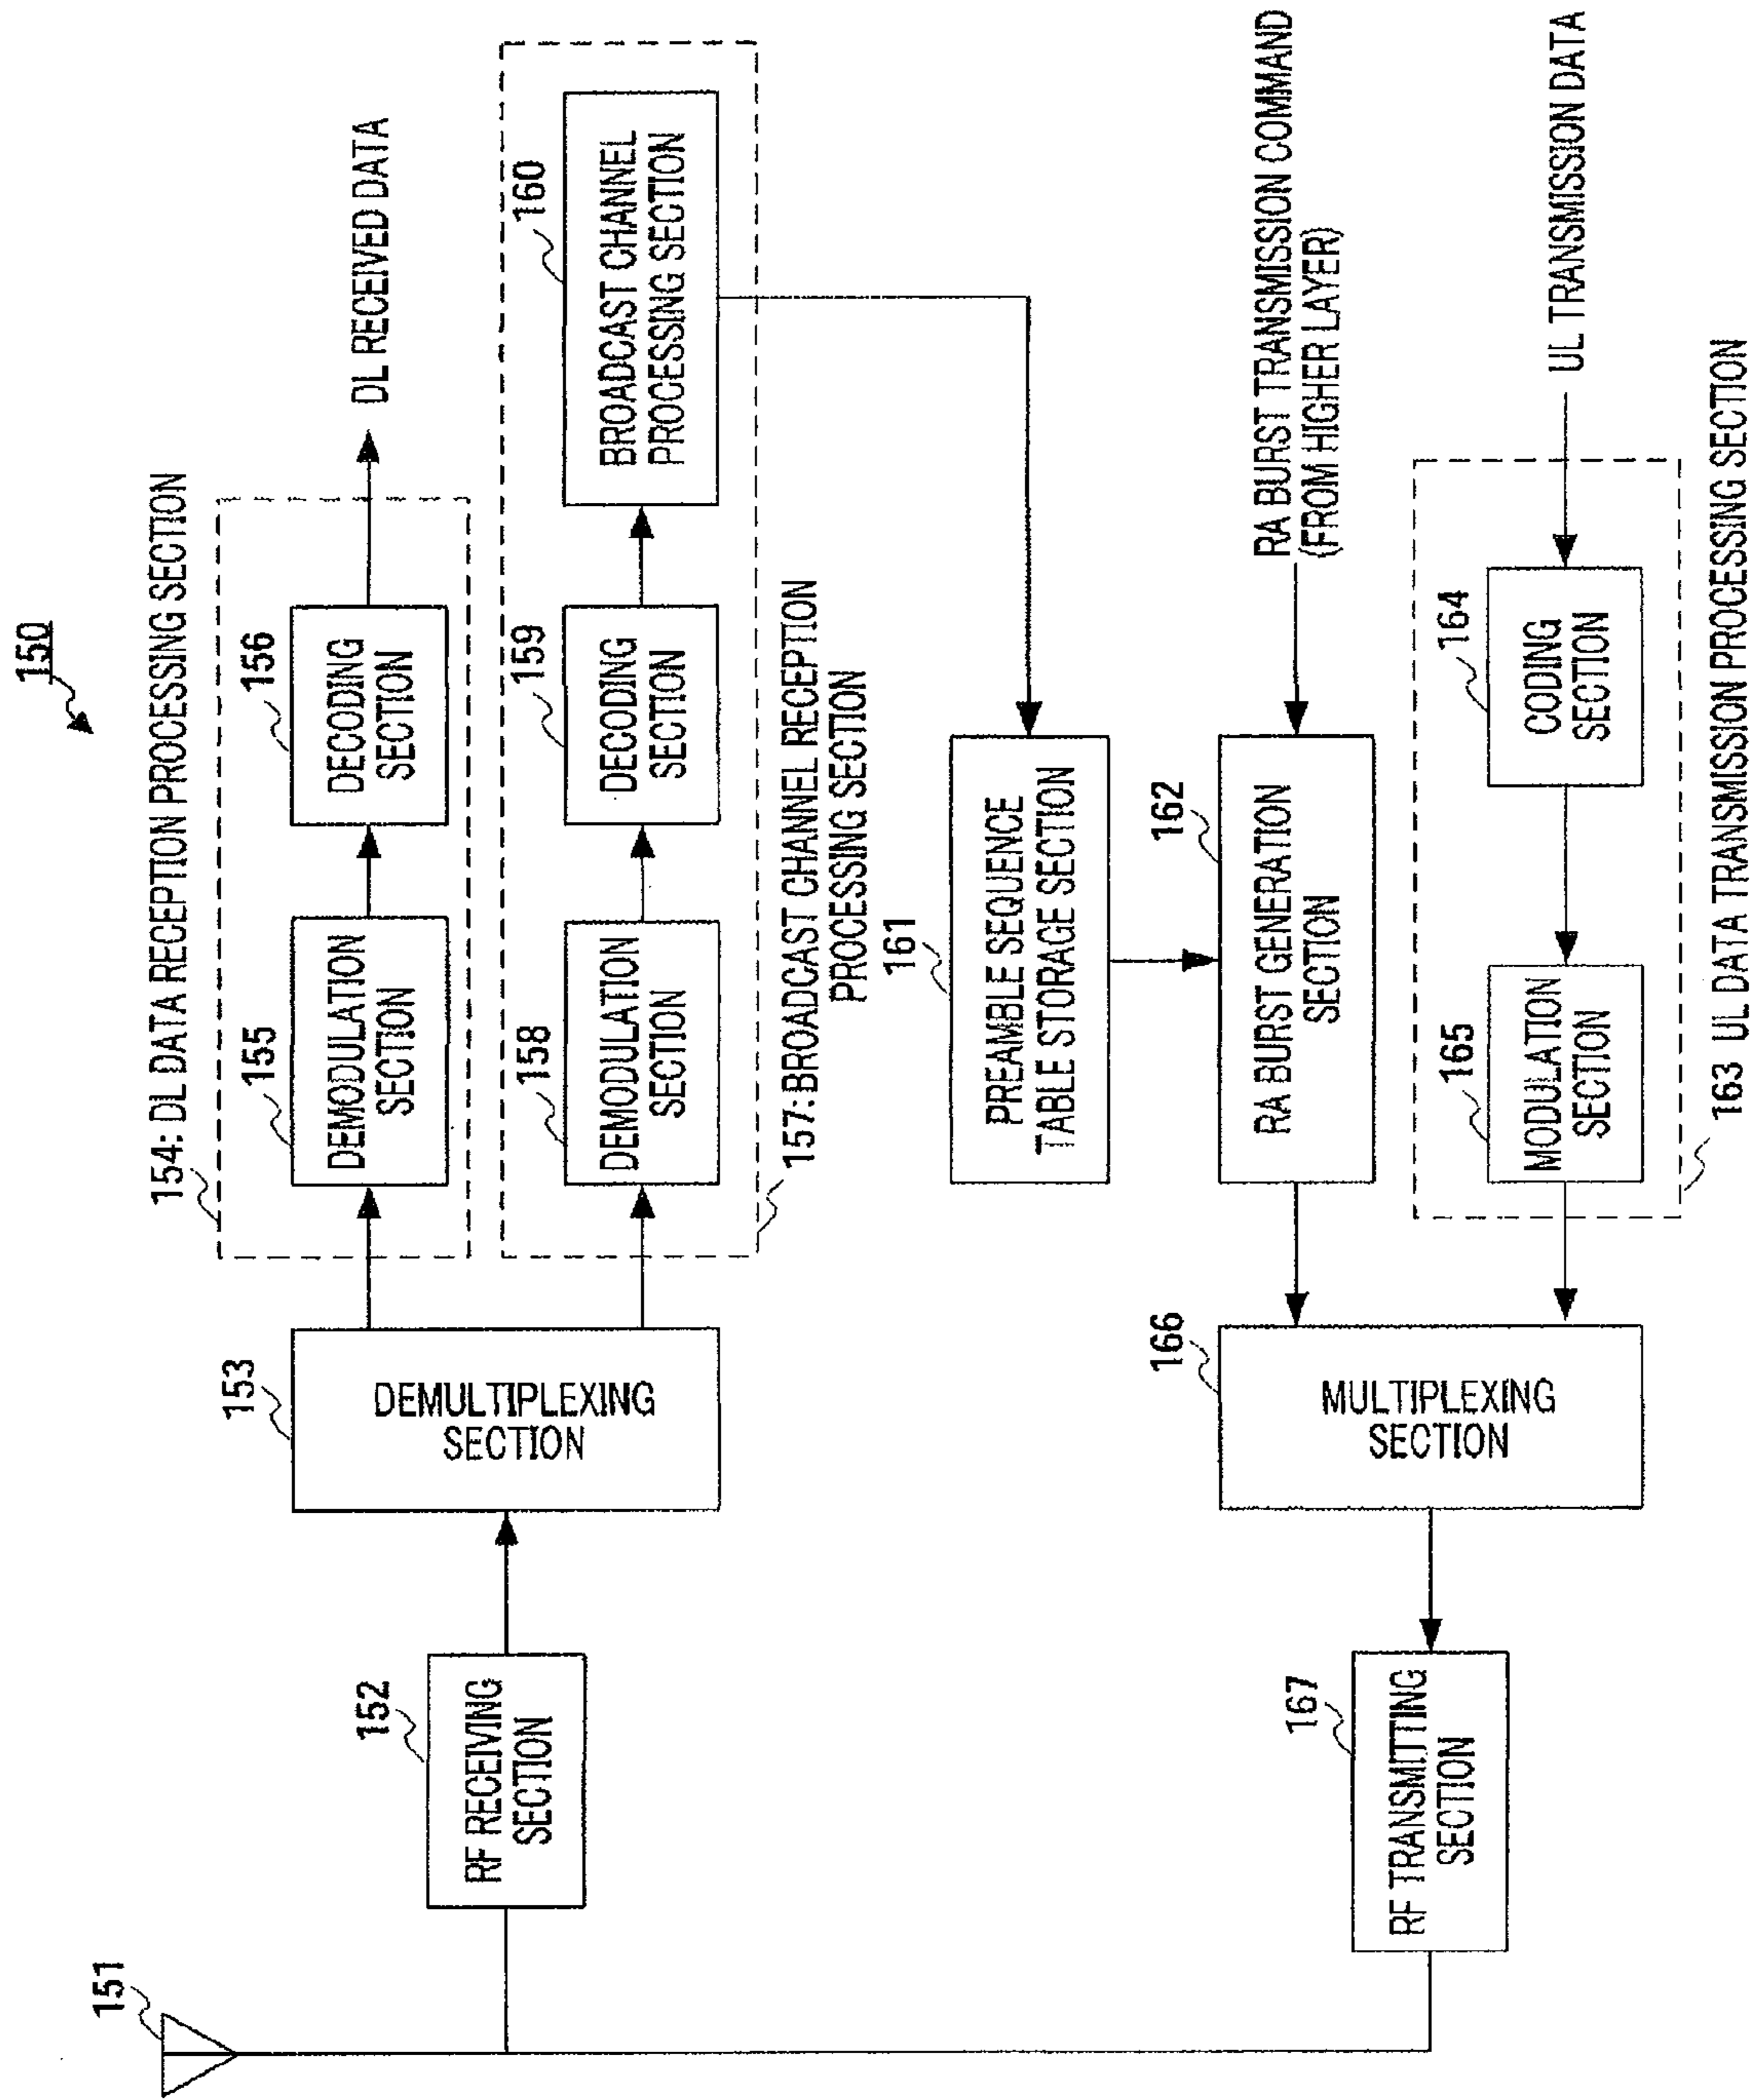 150
154: DL DATA RECEPTION PROCESSING SECTION
151
152
RF RECEIVING
SECTION
153
DEMULTIPLEXING
SECTION
155
DEMODULATION
SECTION
156
DECODING
SECTION
DL RECEIVED DATA
158
DEMODULATION
SECTION
159
DECODING
SECTION
160
BROADCAST CHANNEL
PROCESSING SECTION
157: BROADCAST CHANNEL RECEPTION
PROCESSING SECTION
161
PREAMBLE SEQUENCE
TABLE STORAGE SECTION
162
RA BURST GENERATION
SECTION
RA BURST TRANSMISSION COMMAND
(FROM HIGHER LAYER)
167
RF TRANSMITTING
SECTION
166
MULTIPLEXING
SECTION
165
MODULATION
SECTION
164
CODING
SECTION
UL TRANSMISSION DATA
163 UL DATA TRANSMISSION PROCESSING SECTION